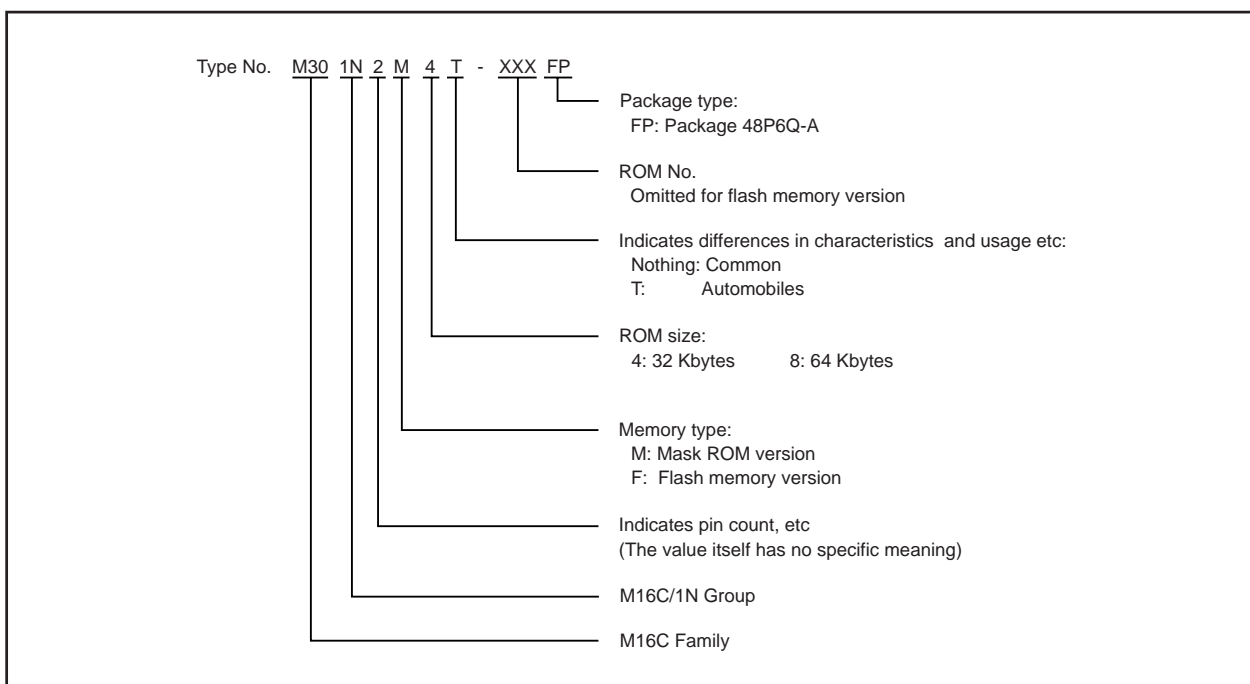 Type No. M30 1N 2 M 4 T - XXX FP
Package type:
FP: Package 48P6Q-A
ROM No.
Omitted for flash memory version
Indicates differences in characteristics and usage etc:
Nothing: Common
T: Automobiles
ROM size:
4: 32 Kbytes 8: 64 Kbytes
Memory type:
M: Mask ROM version
F: Flash memory version
Indicates pin count, etc
(The value itself has no specific meaning)
M16C/1N Group
M16C Family